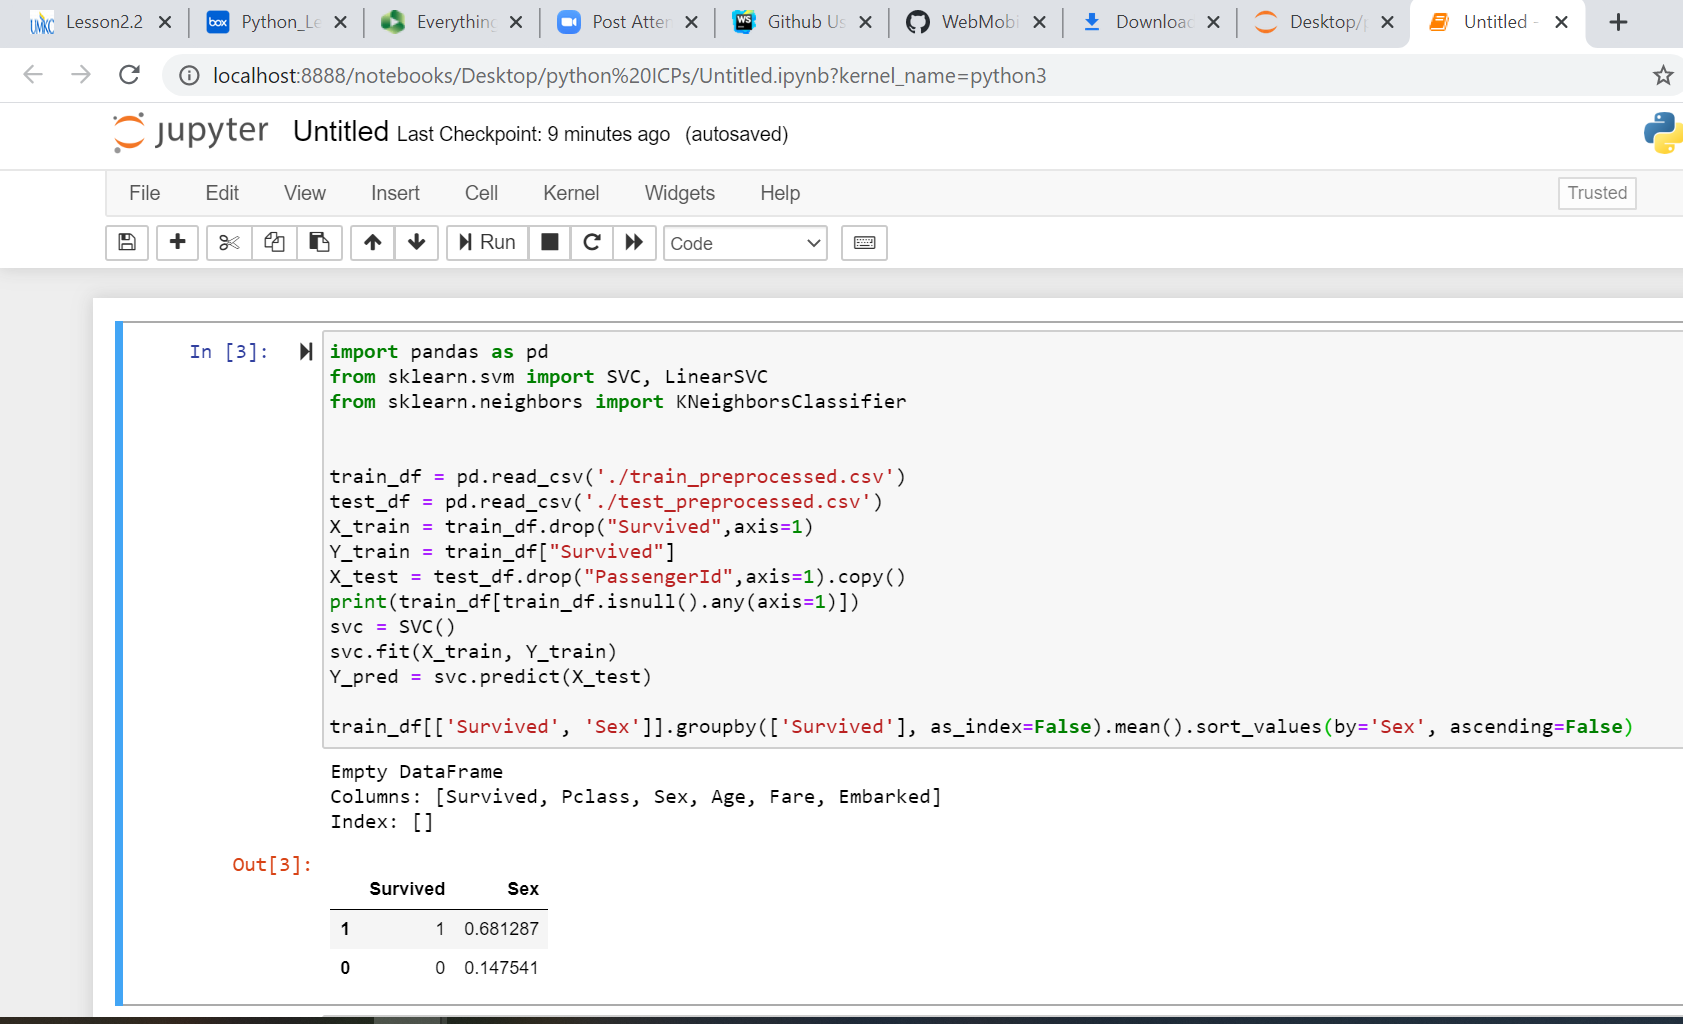 UMKC Lesson2.2
box Python_Le
Everything
Post Atten
WS Github Us
WebMobi
Download
Desktop/p
Untitled -
localhost:8888/notebooks/Desktop/python%20ICPs/Untitled.ipynb?kernel_name=python3
jupyter Untitled Last Checkpoint: 9 minutes ago (autosaved)
File Edit View Insert Cell Kernel Widgets Help Trusted
Run Code
In [3]:
import pandas as pd
from sklearn.svm import SVC, LinearSVC
from sklearn.neighbors import KNeighborsClassifier
train_df = pd.read_csv('./train_preprocessed.csv')
test_df = pd.read_csv('./test_preprocessed.csv')
X_train = train_df.drop("Survived",axis=1)
Y_train = train_df["Survived"]
X_test = test_df.drop("PassengerId",axis=1).copy()
print(train_df[train_df.isnull().any(axis=1)])
svc = SVC()
svc.fit(X_train, Y_train)
Y_pred = svc.predict(X_test)
train_df[['Survived', 'Sex']].groupby(['Survived'], as_index=False).mean().sort_values(by='Sex', ascending=False)
Empty DataFrame
Columns: [Survived, Pclass, Sex, Age, Fare, Embarked]
Index: []
Out[3]:
Survived Sex
1 1 0.681287
0 0 0.147541